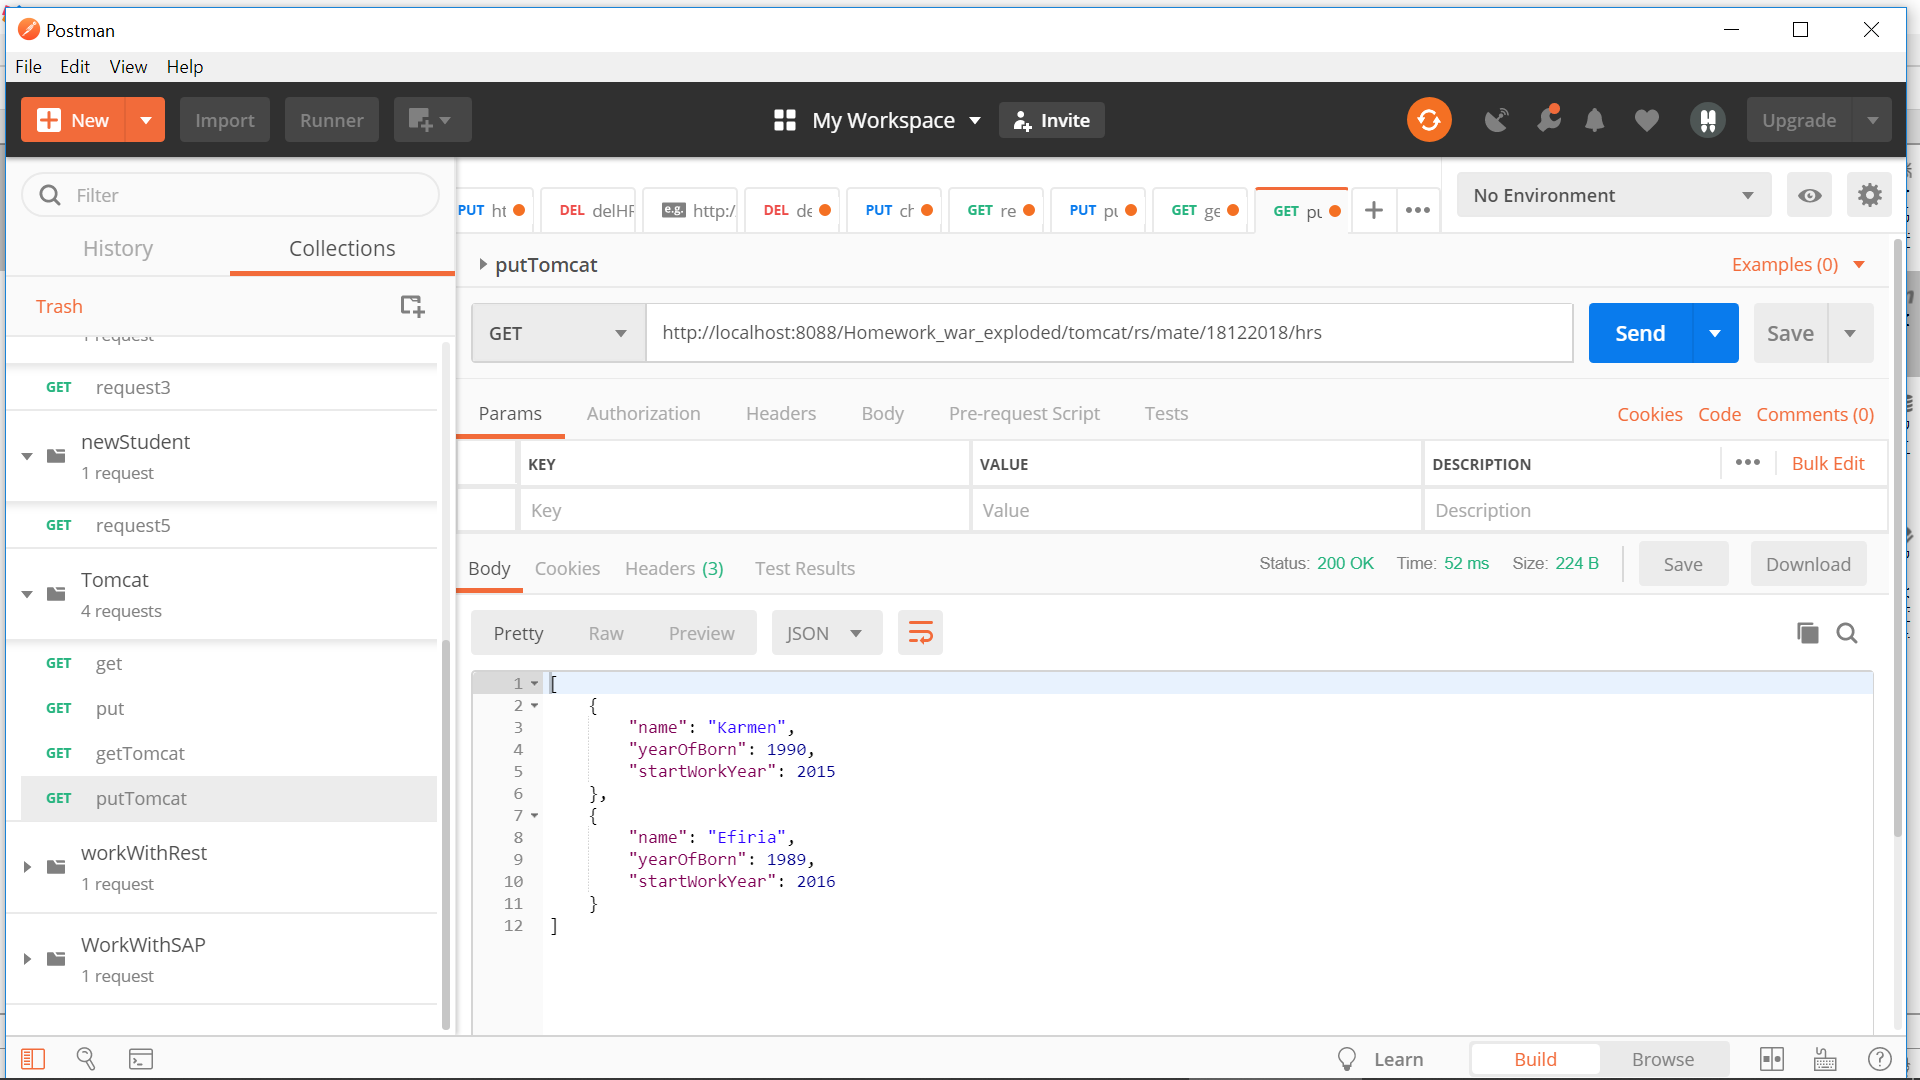 Postman
File Edit View Help
New Import Runner My Workspace Invite Upgrade
Filter
History Collections
Trash
1 request
GET request3
newStudent
1 request
GET request5
Tomcat
4 requests
GET get
GET put
GET getTomcat
GET putTomcat
workWithRest
1 request
WorkWithSAP
1 request
PUT ht DEL delHF e.g. http:/ DEL de PUT ch GET re PUT pu GET ge GET pu + •••
No Environment
putTomcat Examples (0)
GET http://localhost:8088/Homework_war_exploded/tomcat/rs/mate/18122018/hrs Send Save
Params Authorization Headers Body Pre-request Script Tests Cookies Code Comments (0)
KEY VALUE DESCRIPTION ••• Bulk Edit
Key Value Description
Body Cookies Headers (3) Test Results Status: 200 OK Time: 52 ms Size: 224 B Save Download
Pretty Raw Preview JSON
1 [
2 {
3 "name": "Karmen",
4 "yearOfBorn": 1990,
5 "startWorkYear": 2015
6 },
7 {
8 "name": "Efiria",
9 "yearOfBorn": 1989,
10 "startWorkYear": 2016
11 }
12 ]
Learn Build Browse